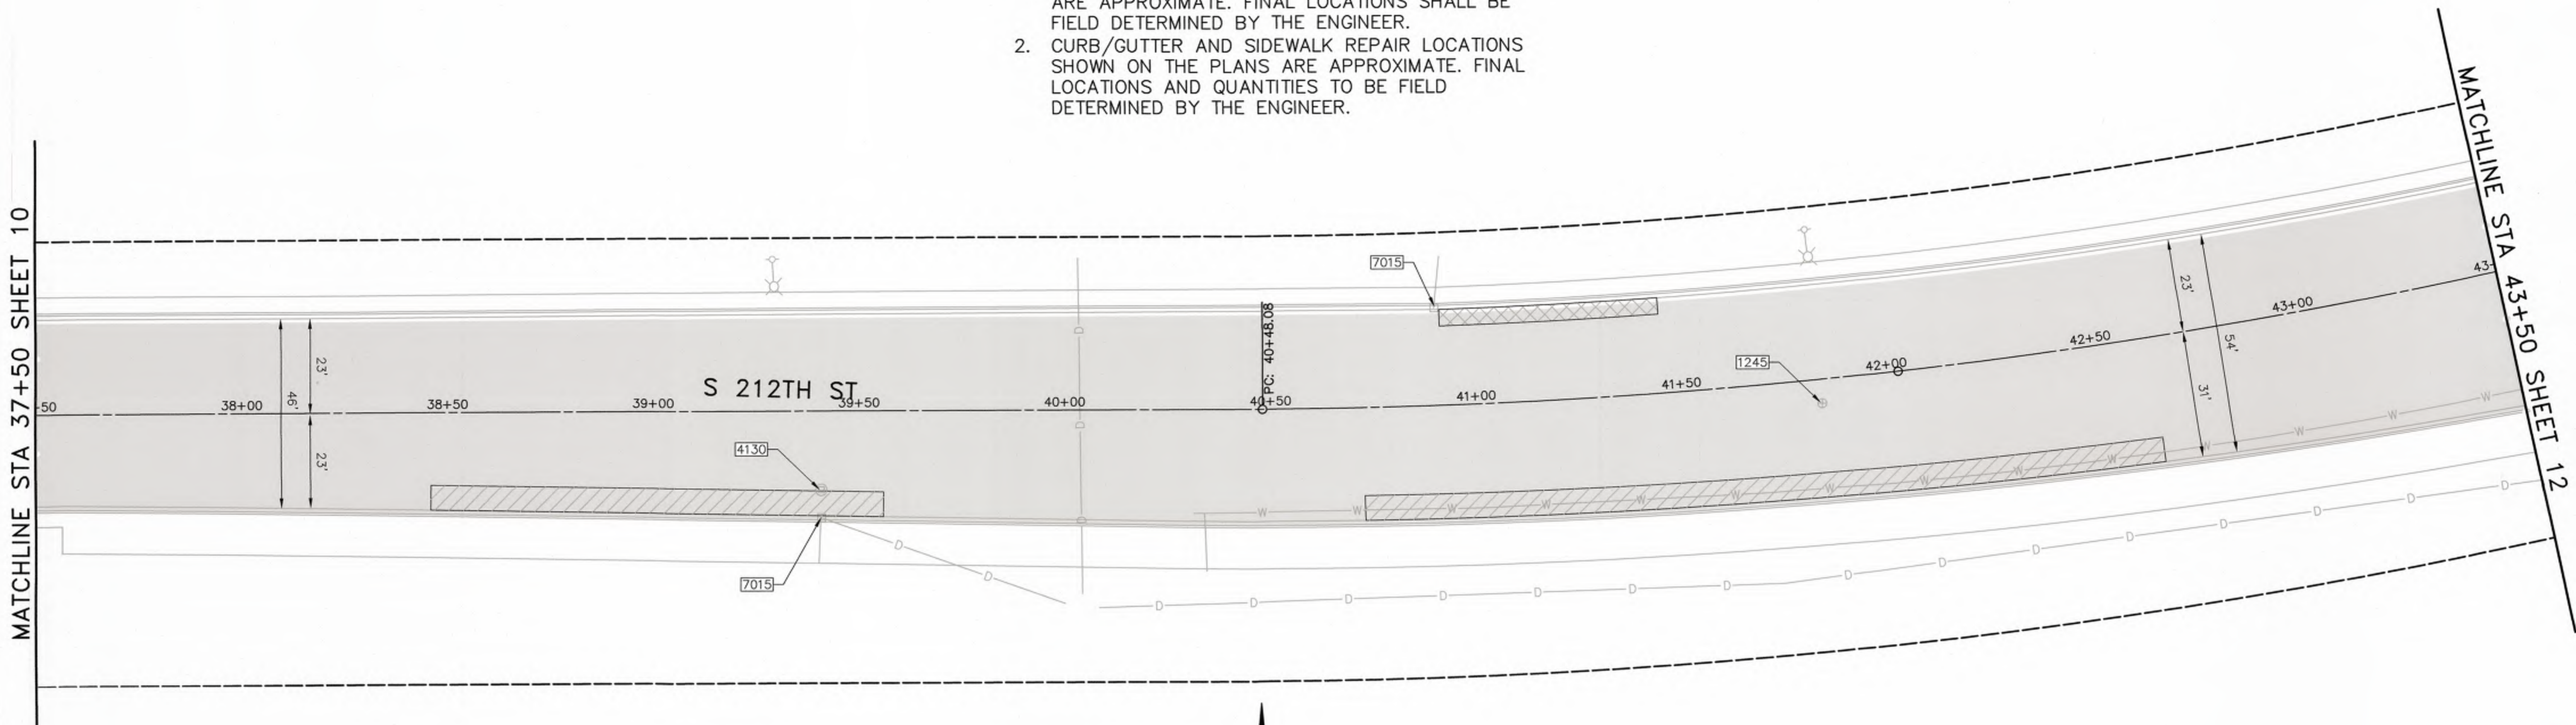 ARE APPROXIMATE. FINAL LOCATIONS SHALL BE
FIELD DETERMINED BY THE ENGINEER.
2. CURB/GUTTER AND SIDEWALK REPAIR LOCATIONS
SHOWN ON THE PLANS ARE APPROXIMATE. FINAL
LOCATIONS AND QUANTITIES TO BE FIELD
DETERMINED BY THE ENGINEER.
MATCHLINE STA 37+50 SHEET 10
MATCHLINE STA 43+50 SHEET 12
7015
23'
46'
23'
S 212TH ST
-50
38+00
38+50
39+00
39+50
40+00
40+50
41+00
41+50
42+00
42+50
43+00
43-
PC: 40+48.08
1245
23'
54'
31'
4130
7015
D
D
D
W W W W W W W W W W W W W W
D D
D D D D D D D D D D D D D D D